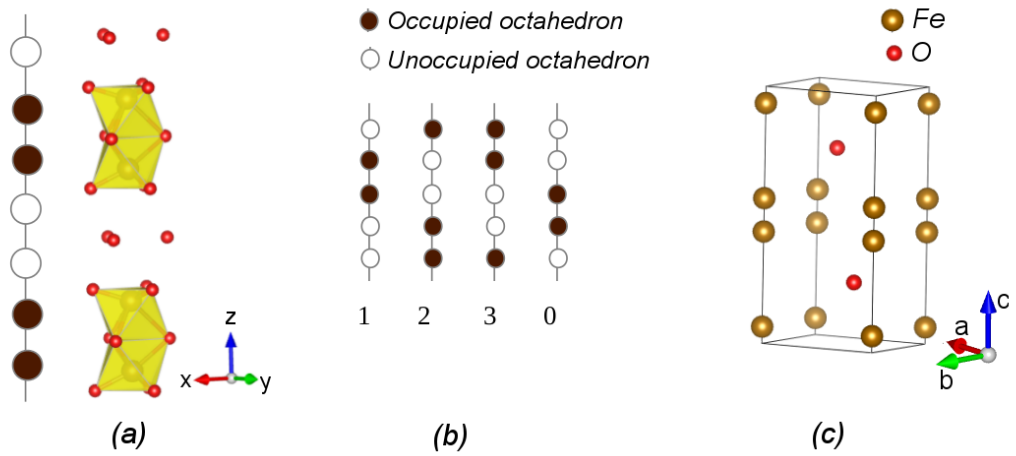 Occupied octahedron
Unoccupied octahedron
Fe
O
z
x
y
1 2 3 0
c
a
b
(a) (b) (c)